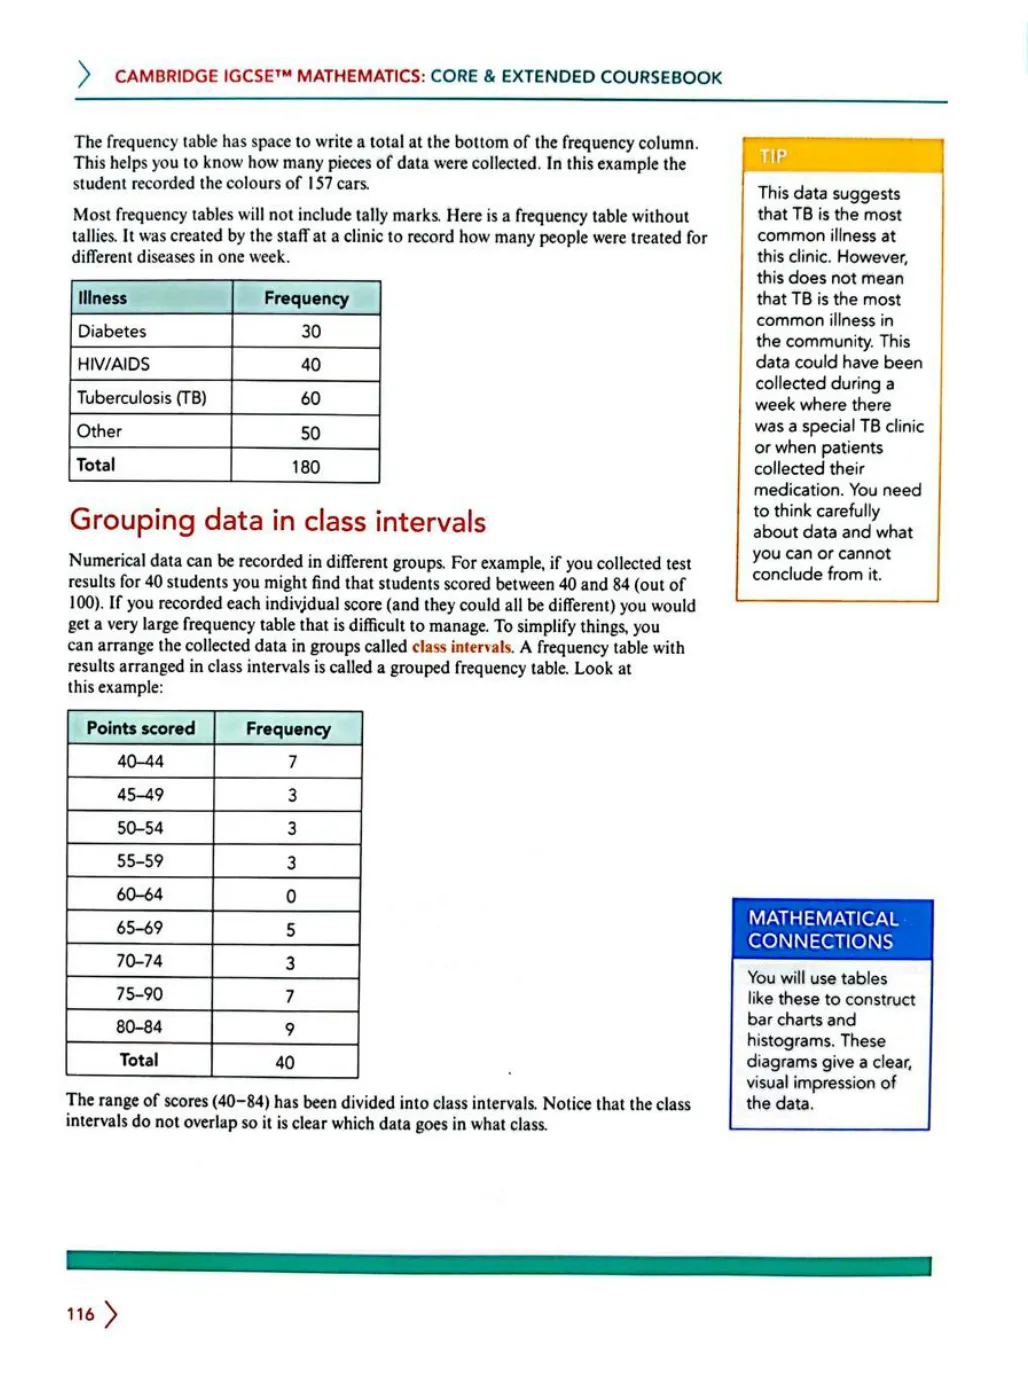 CAMBRIDGE IGCSE™ MATHEMATICS: CORE & EXTENDED COURSEBOOK
The frequency table has space to write a total at the bottom of the frequency column.
This helps you to know how many pieces of data were collected. In this example the
student recorded the colours of 157 cars.
Most frequency tables will not include tally marks. Here is a frequency table without
tallies. It was created by the staff at a clinic to record how many people were treated for
different diseases in one week.
Illness Frequency
Diabetes 30
HIV/AIDS 40
Tuberculosis (TB) 60
Other 50
Total 180
Grouping data in class intervals
Numerical data can be recorded in different groups. For example, if you collected test
results for 40 students you might find that students scored between 40 and 84 (out of
100). If you recorded each individual score (and they could all be different) you would
get a very large frequency table that is difficult to manage. To simplify things, you
can arrange the collected data in groups called class intervals. A frequency table with
results arranged in class intervals is called a grouped frequency table. Look at
this example:
Points scored Frequency
40–44 7
45–49 3
50–54 3
55–59 3
60–64 0
65–69 5
70–74 3
75–90 7
80–84 9
Total 40
The range of scores (40–84) has been divided into class intervals. Notice that the class
intervals do not overlap so it is clear which data goes in what class.
TIP
This data suggests
that TB is the most
common illness at
this clinic. However,
this does not mean
that TB is the most
common illness in
the community. This
data could have been
collected during a
week where there
was a special TB clinic
or when patients
collected their
medication. You need
to think carefully
about data and what
you can or cannot
conclude from it.
MATHEMATICAL
CONNECTIONS
You will use tables
like these to construct
bar charts and
histograms. These
diagrams give a clear,
visual impression of
the data.
116